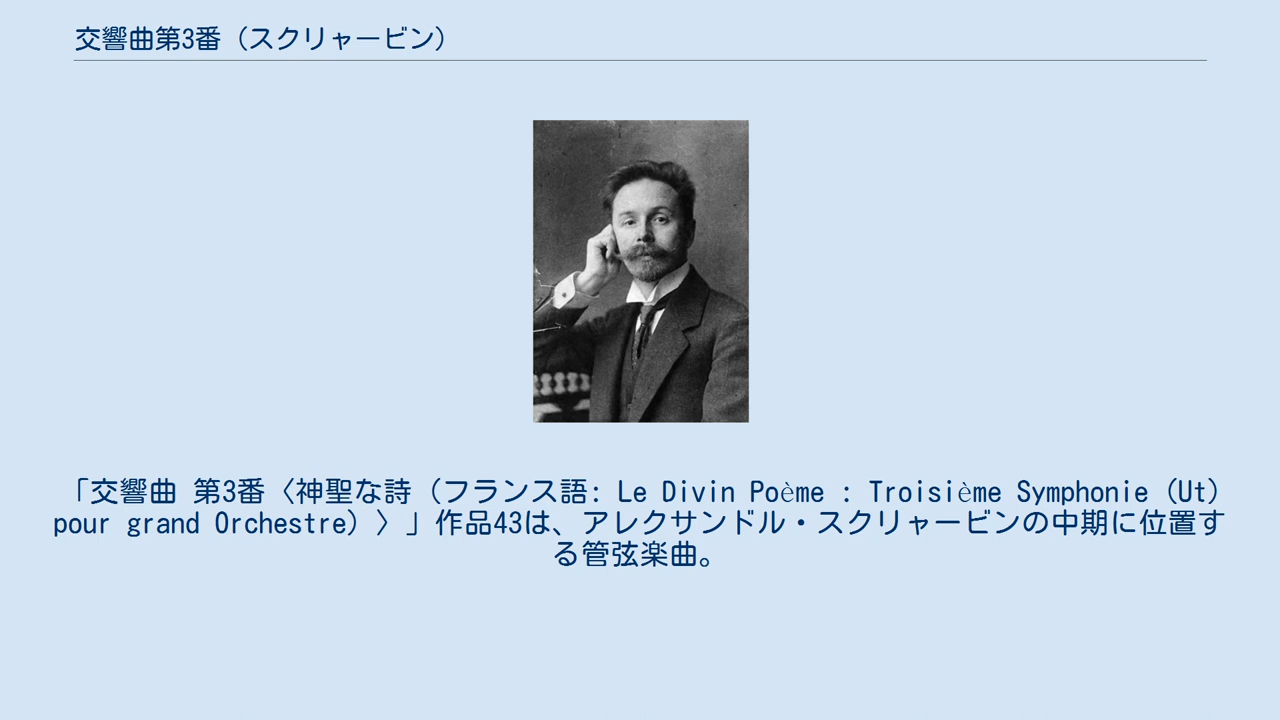 交響曲第3番（スクリャービン）
「交響曲 第3番〈神聖な詩（フランス語: Le Divin Poème : Troisième Symphonie (Ut)
pour grand Orchestre）〉」作品43は、アレクサンドル・スクリャービンの中期に位置す
る管弦楽曲。